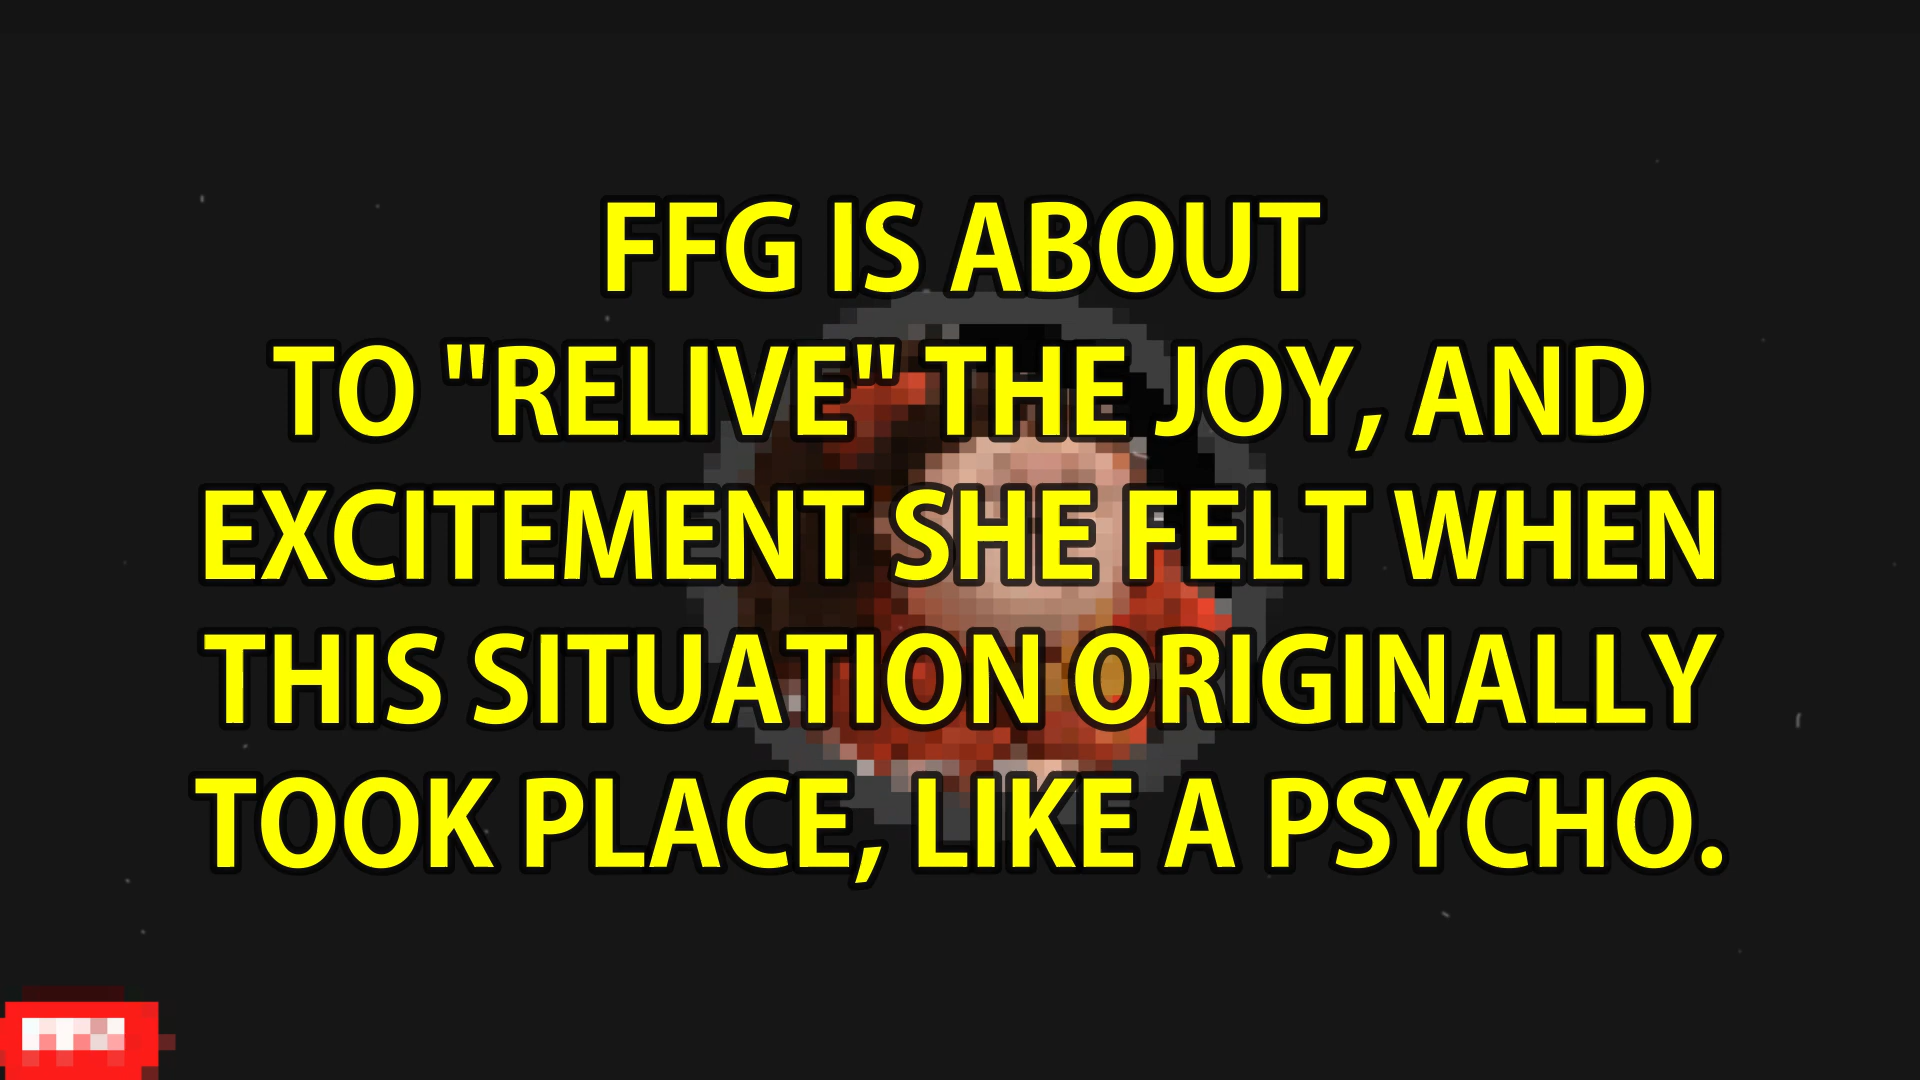 FFG IS ABOUT
TO "RELIVE" THE JOY, AND
EXCITEMENT SHE FELT WHEN
THIS SITUATION ORIGINALLY
TOOK PLACE, LIKE A PSYCHO.